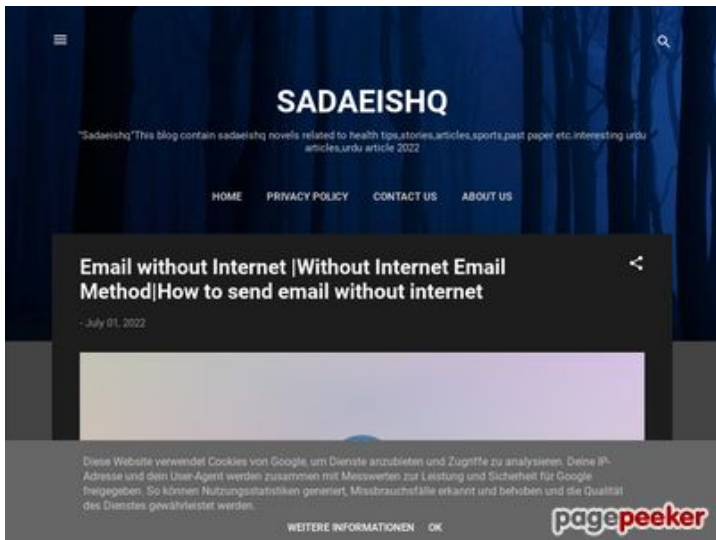 SADAEISHQ
"Sadaeishq"This blog contain sadaeishq novels related to health tips,stories,articles,sports,past paper etc.interesting urdu
articles,urdu article 2022
HOME PRIVACY POLICY CONTACT US ABOUT US
Email without Internet |Without Internet Email
Method|How to send email without internet
- July 01, 2022
Diese Website verwendet Cookies von Google, um Dienste anzubieten und Zugriffe zu analysieren. Deine IP-
Adresse und dein User-Agent werden zusammen mit Messwerten zur Leistung und Sicherheit für Google
freigegeben. So können Nutzungsstatistiken generiert, Missbrauchsfälle erkannt und behoben und die Qualität
des Dienstes gewährleistet werden.
WEITERE INFORMATIONEN OK
pagepeeker